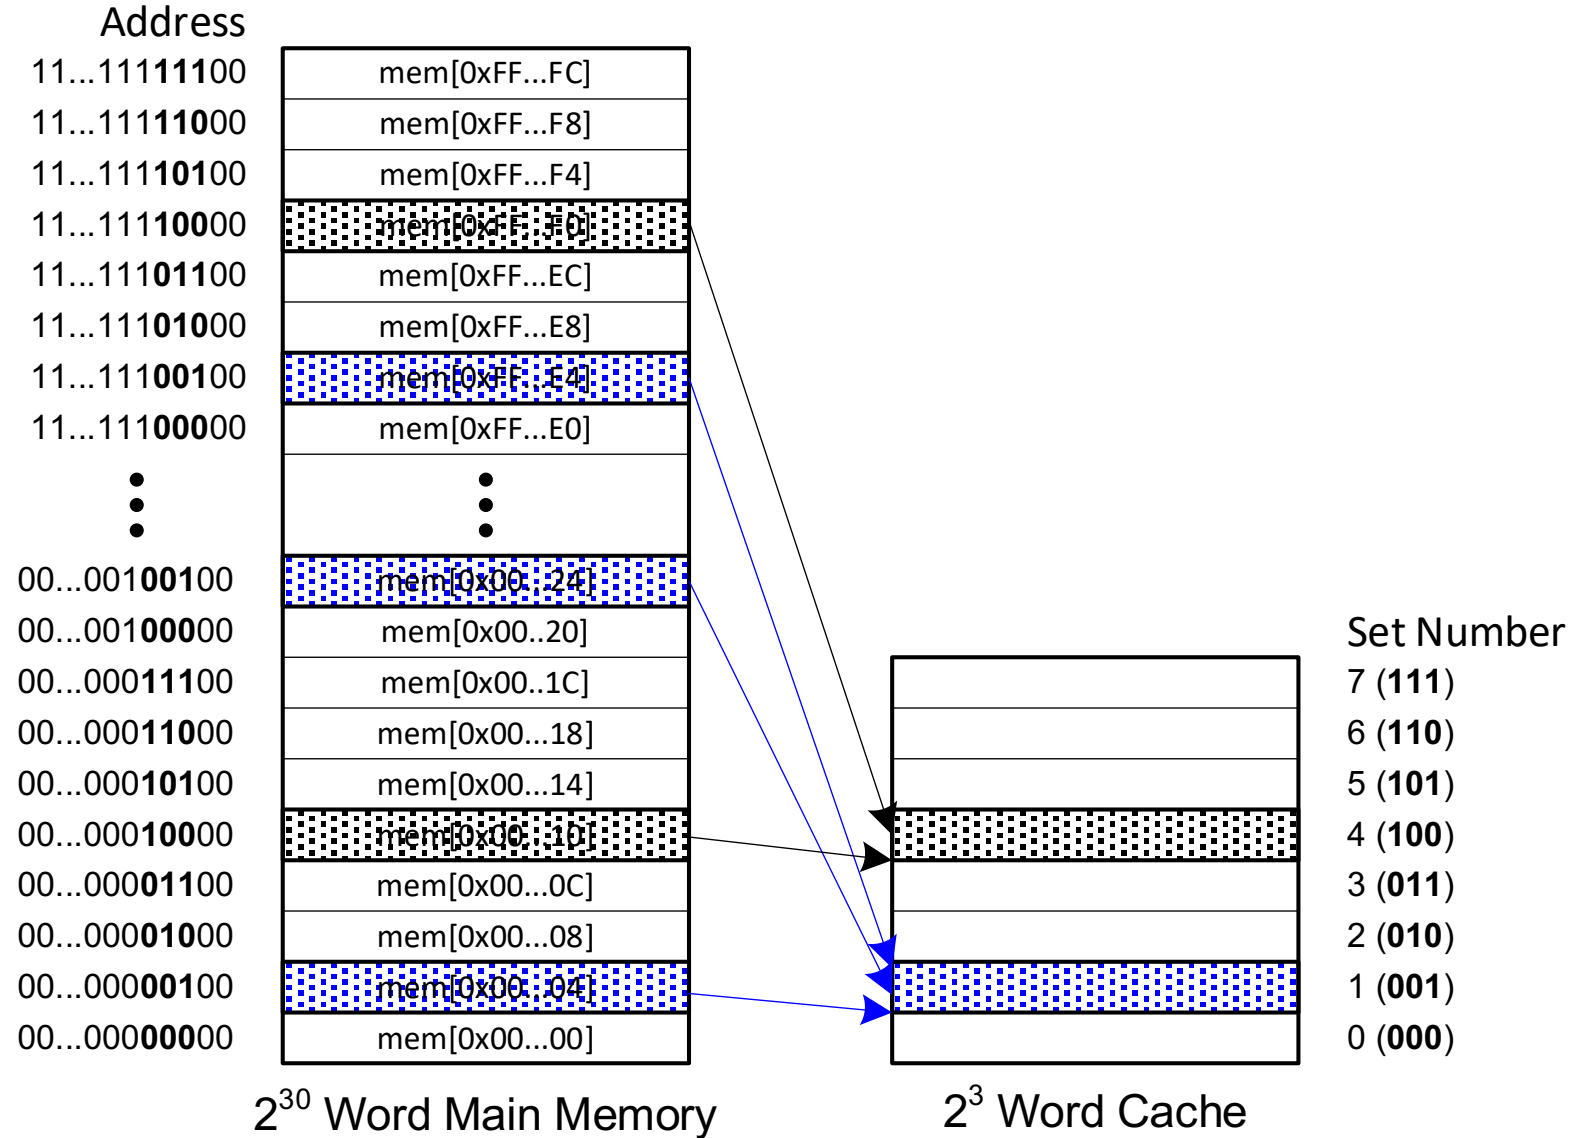 Address
11...11111100 mem[0xFF...FC]
11...11111000 mem[0xFF...F8]
11...11110100 mem[0xFF...F4]
11...11110000 mem[0xFF...F0]
11...11101100 mem[0xFF...EC]
11...11101000 mem[0xFF...E8]
11...11100100 mem[0xFF...E4]
11...11100000 mem[0xFF...E0]
00...00100100 mem[0x00...24]
00...00100000 mem[0x00..20] Set Number
00...00011100 mem[0x00..1C] 7 (111)
00...00011000 mem[0x00...18] 6 (110)
00...00010100 mem[0x00...14] 5 (101)
00...00010000 mem[0x00...10] 4 (100)
00...00001100 mem[0x00...0C] 3 (011)
00...00001000 mem[0x00...08] 2 (010)
00...00000100 mem[0x00...04] 1 (001)
00...00000000 mem[0x00...00] 0 (000)
2³⁰ Word Main Memory 2³ Word Cache